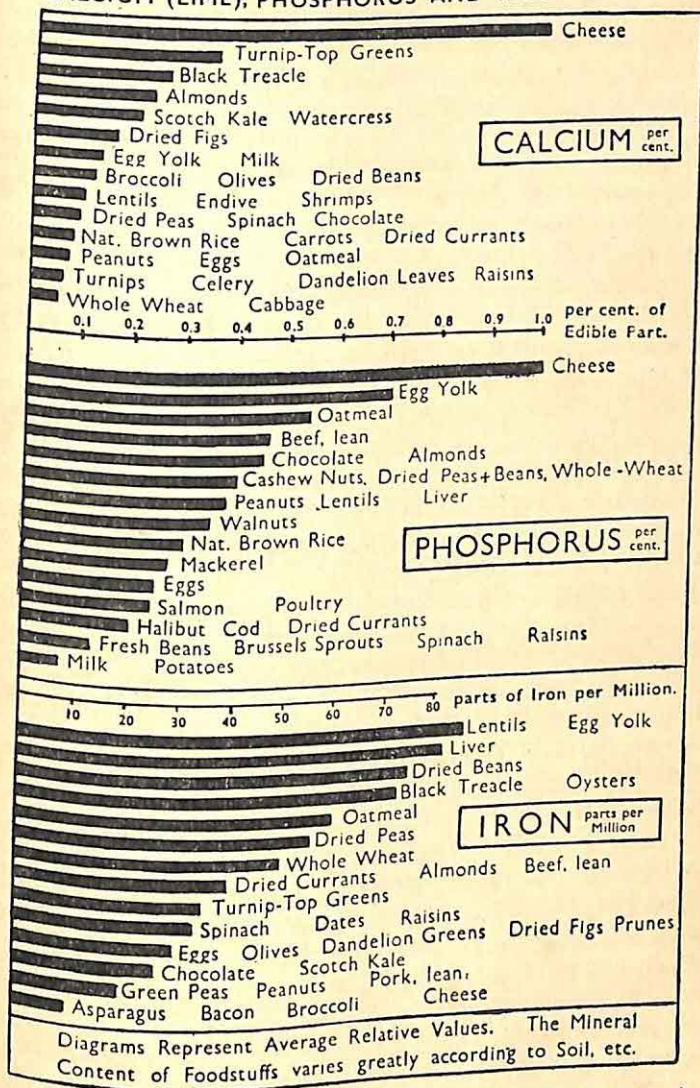 (LIME), PHOSPHORUS AND
Cheese
Turnip-Top Greens
Black Treacle
Almonds
Scotch Kale Watercress
Dried Figs
CALCIUM per cent.
Egg Yolk Milk
Broccoli Olives Dried Beans
Lentils Endive Shrimps
Dried Peas Spinach Chocolate
Nat. Brown Rice Carrots Dried Currants
Peanuts Eggs Oatmeal
Turnips Celery Dandelion Leaves Raisins
Whole Wheat Cabbage
0.1 0.2 0.3 0.4 0.5 0.6 0.7 0.8 0.9 1.0 per cent. of
Edible Part.
Cheese
Egg Yolk
Oatmeal
Beef, lean
Chocolate Almonds
Cashew Nuts, Dried Peas+Beans, Whole-Wheat
Peanuts Lentils Liver
Walnuts
Nat. Brown Rice
PHOSPHORUS per cent.
Mackerel
Eggs
Salmon Poultry
Halibut Cod Dried Currants
Fresh Beans Brussels Sprouts Spinach Raisins
Milk Potatoes
10 20 30 40 50 60 70 80 parts of Iron per Million.
Lentils Egg Yolk
Liver
Dried Beans
Black Treacle Oysters
Oatmeal
IRON parts per Million
Dried Peas
Whole Wheat
Dried Currants Almonds Beef, lean
Turnip-Top Greens
Spinach Dates Raisins
Eggs Olives Dandelion Greens Dried Figs Prunes
Chocolate Scotch Kale
Green Peas Peanuts Pork, lean,
Asparagus Bacon Broccoli Cheese
Diagrams Represent Average Relative Values. The Mineral
Content of Foodstuffs varies greatly according to Soil, etc.